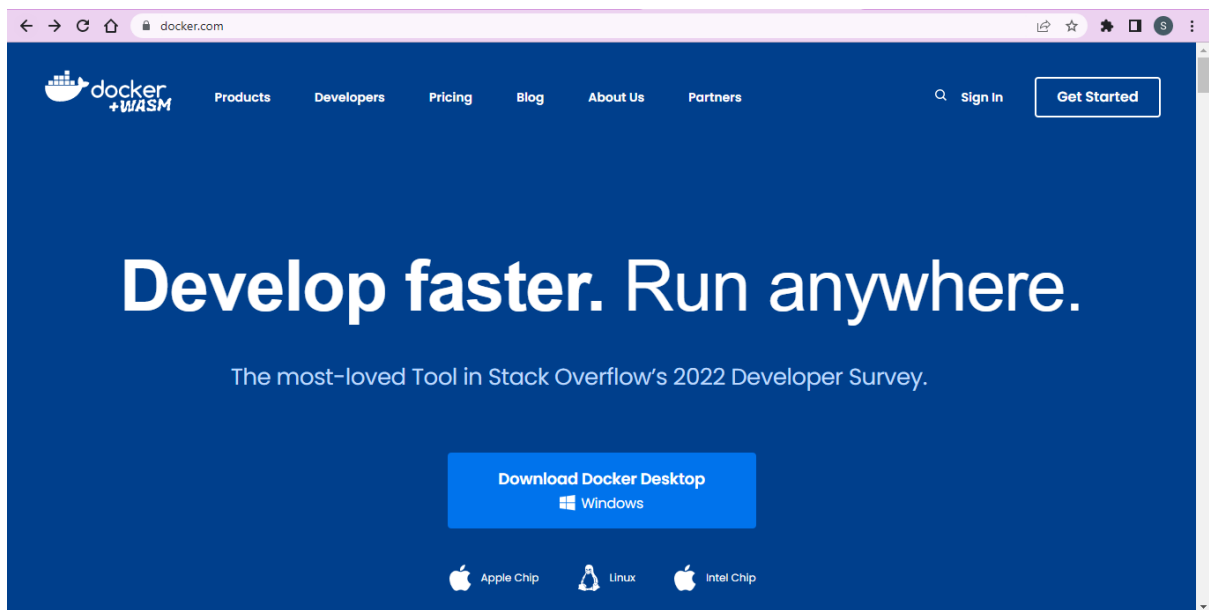 docker.com
S
docker
+WASM
Products Developers Pricing Blog About Us Partners Sign In Get Started
Develop faster. Run anywhere.
The most-loved Tool in Stack Overflow's 2022 Developer Survey.
Download Docker Desktop
Windows
Apple Chip Linux Intel Chip